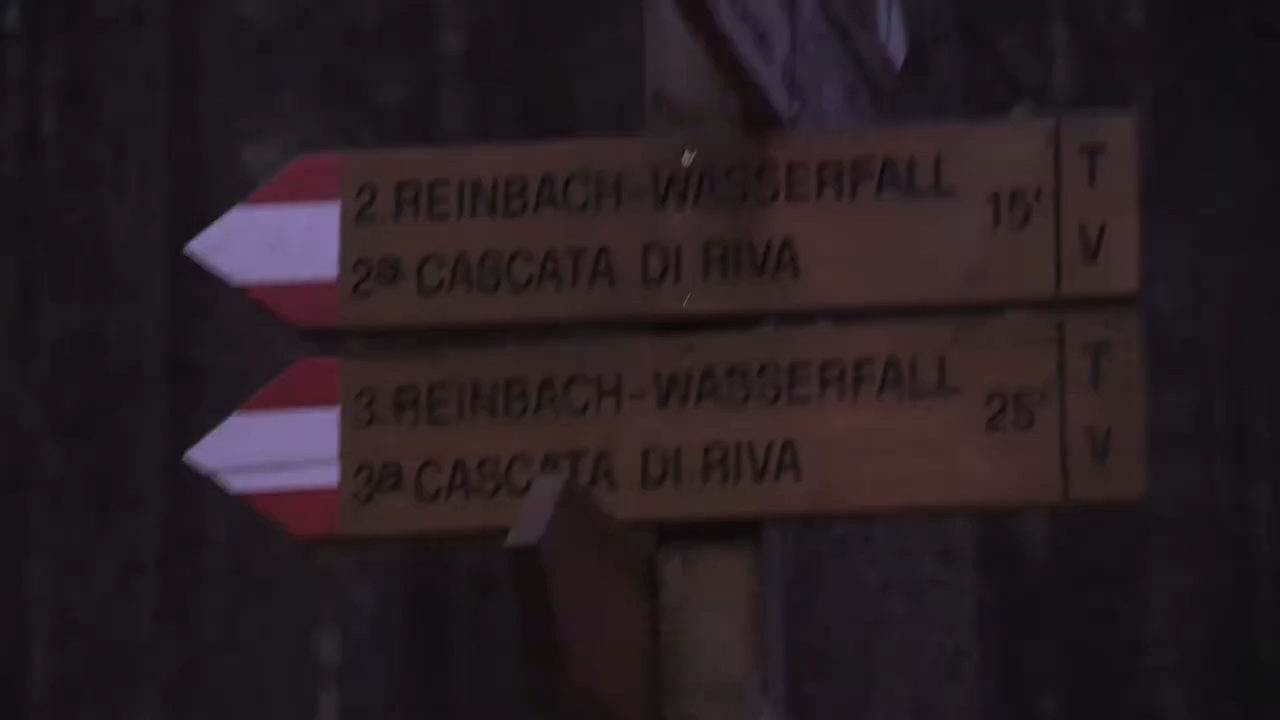 2.REINBACH-WASSERFALL 15' T
2ª CASCATA DI RIVA V
3.REINBACH-WASSERFALL 25' T
3ª CASCATA DI RIVA V